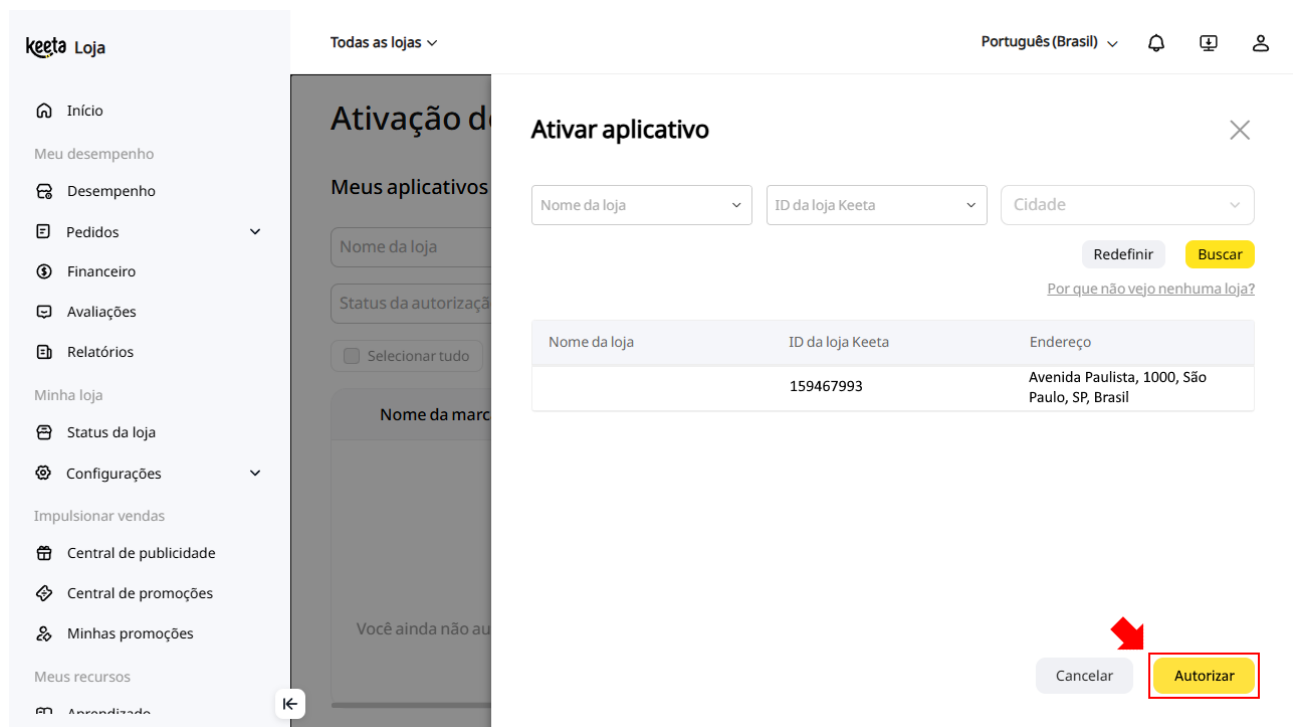 keeta Loja
Início
Meu desempenho
Desempenho
Pedidos
Financeiro
Avaliações
Relatórios
Minha loja
Status da loja
Configurações
Impulsionar vendas
Central de publicidade
Central de promoções
Minhas promoções
Meus recursos
Aprendizado
Todas as lojas
Português (Brasil)
Ativação d
Meus aplicativos
Nome da loja
Status da autorizaçã
Selecionar tudo
Nome da marc
Você ainda não au
Ativar aplicativo
Nome da loja
ID da loja Keeta
Cidade
Redefinir
Buscar
Por que não vejo nenhuma loja?
Nome da loja
ID da loja Keeta
Endereço
159467993
Avenida Paulista, 1000, São
Paulo, SP, Brasil
Cancelar
Autorizar